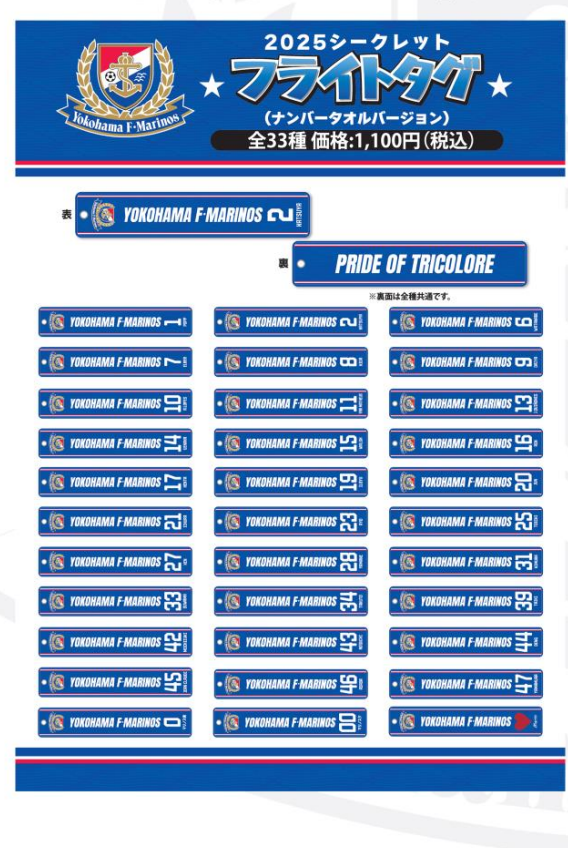 Yokohama F·Marinos
2025シークレット
フライトタグ
(ナンバータオルバージョン)
全33種 価格:1,100円(税込)
表
YOKOHAMA F·MARINOS 2 KATSUYA
裏
PRIDE OF TRICOLORE
※裏面は全種共通です。
YOKOHAMA F·MARINOS 1
YOKOHAMA F·MARINOS 2
YOKOHAMA F·MARINOS 6
YOKOHAMA F·MARINOS 7
YOKOHAMA F·MARINOS 8
YOKOHAMA F·MARINOS 9
YOKOHAMA F·MARINOS 10
YOKOHAMA F·MARINOS 11
YOKOHAMA F·MARINOS 13
YOKOHAMA F·MARINOS 14
YOKOHAMA F·MARINOS 15
YOKOHAMA F·MARINOS 16
YOKOHAMA F·MARINOS 17
YOKOHAMA F·MARINOS 19
YOKOHAMA F·MARINOS 20
YOKOHAMA F·MARINOS 21
YOKOHAMA F·MARINOS 23
YOKOHAMA F·MARINOS 25
YOKOHAMA F·MARINOS 27
YOKOHAMA F·MARINOS 28
YOKOHAMA F·MARINOS 31
YOKOHAMA F·MARINOS 33
YOKOHAMA F·MARINOS 34
YOKOHAMA F·MARINOS 39
YOKOHAMA F·MARINOS 42
YOKOHAMA F·MARINOS 43
YOKOHAMA F·MARINOS 44
YOKOHAMA F·MARINOS 45
YOKOHAMA F·MARINOS 46
YOKOHAMA F·MARINOS 47
YOKOHAMA F·MARINOS 0
YOKOHAMA F·MARINOS 00
YOKOHAMA F·MARINOS